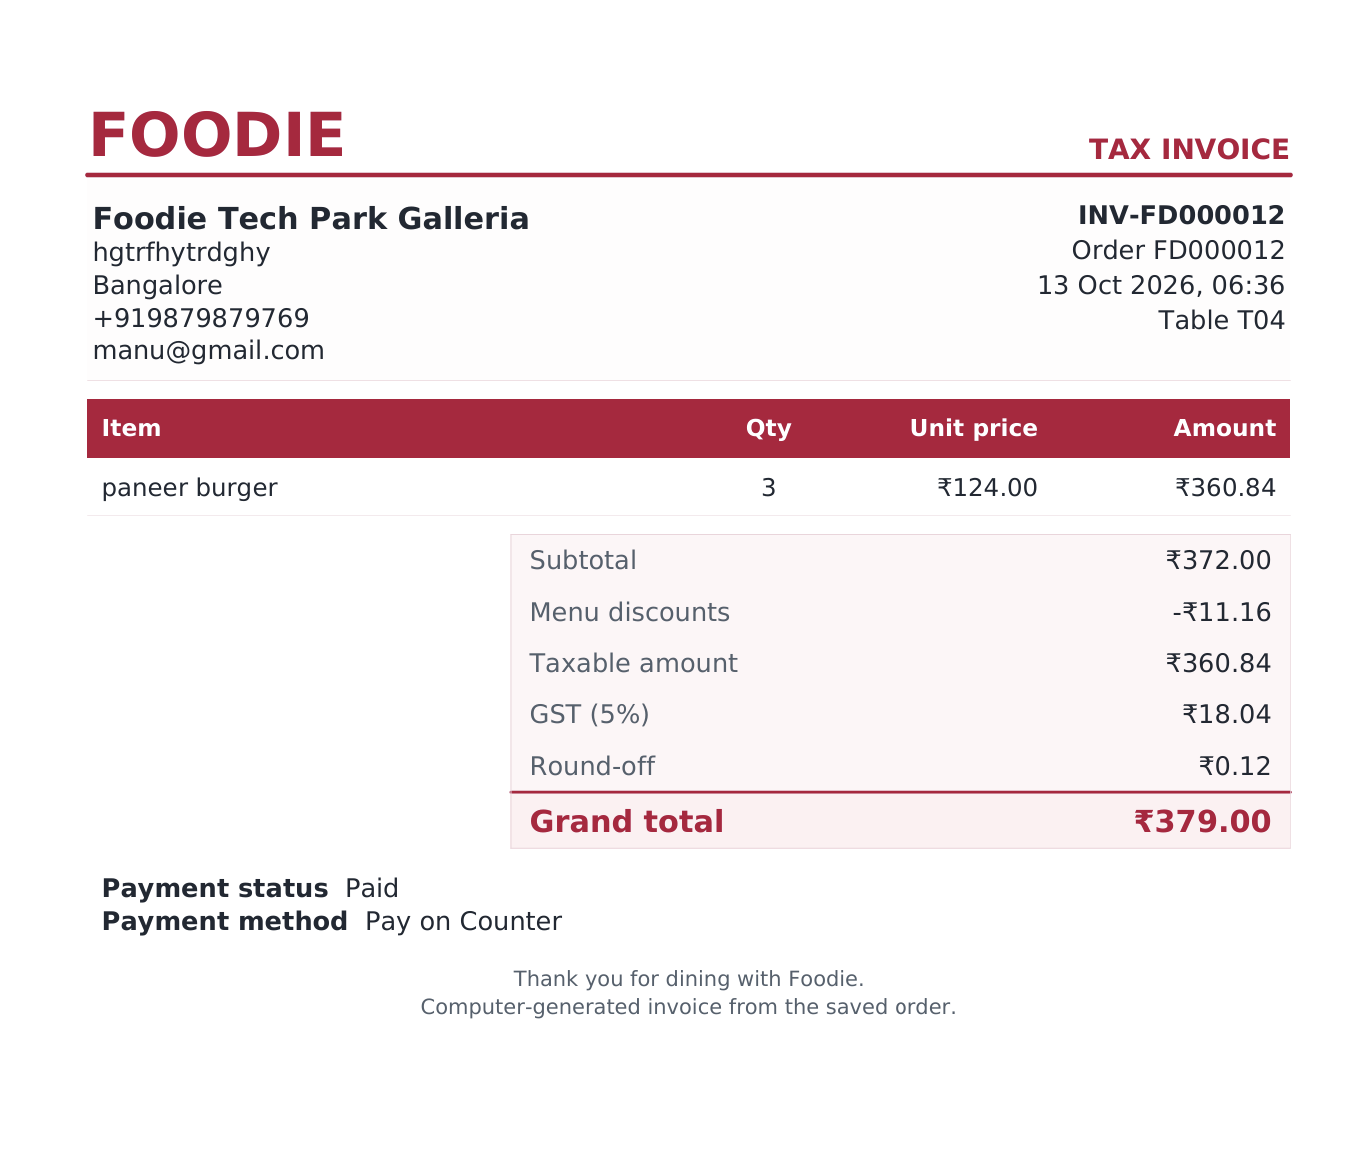 FOODIE
TAX INVOICE
Foodie Tech Park Galleria
hgtrfhytrdghy
Bangalore
+919879879769
manu@gmail.com
INV-FD000012
Order FD000012
13 Oct 2026, 06:36
Table T04
Item Qty Unit price Amount
paneer burger 3 ₹124.00 ₹360.84
Subtotal ₹372.00
Menu discounts -₹11.16
Taxable amount ₹360.84
GST (5%) ₹18.04
Round-off ₹0.12
Grand total ₹379.00
Payment status Paid
Payment method Pay on Counter
Thank you for dining with Foodie.
Computer-generated invoice from the saved order.